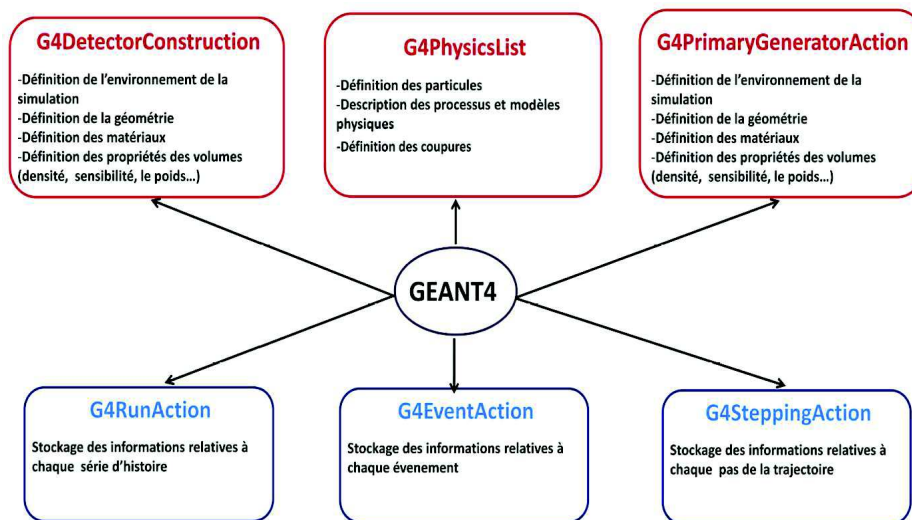 G4DetectorConstruction
-Définition de l'environnement de la
simulation
-Définition de la géométrie
-Définition des matériaux
-Définition des propriétés des volumes
(densité, sensibilité, le poids...)
G4PhysicsList
-Définition des particules
-Description des processus et modèles
physiques
-Définition des coupures
G4PrimaryGeneratorAction
-Définition de l'environnement de la
simulation
-Définition de la géométrie
-Définition des matériaux
-Définition des propriétés des volumes
(densité, sensibilité, le poids...)
GEANT4
G4RunAction
Stockage des informations relatives à
chaque série d'histoire
G4EventAction
Stockage des informations relatives à
chaque évenement
G4SteppingAction
Stockage des informations relatives à
chaque pas de la trajectoire